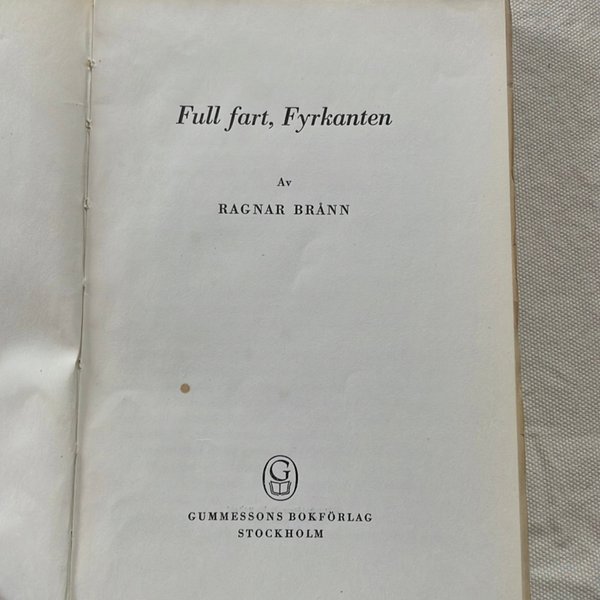 Full fart, Fyrkanten
Av
RAGNAR BRÅNN
G
GUMMESSONS BOKFÖRLAG
STOCKHOLM